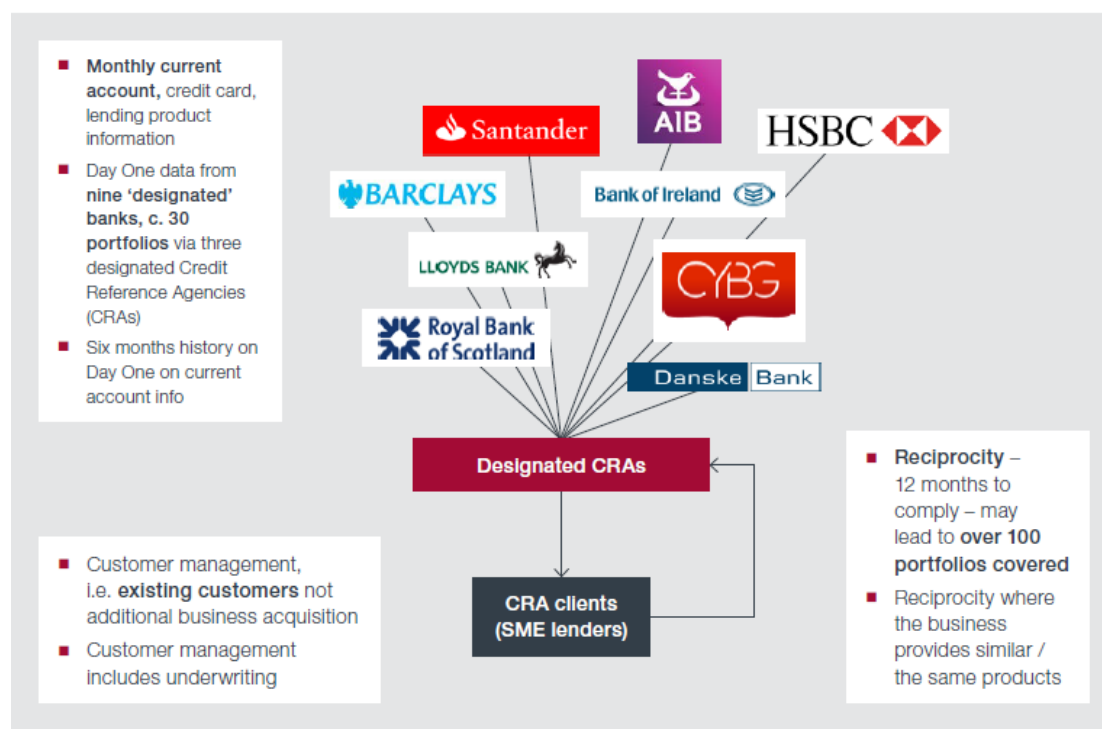 Monthly current
account, credit card,
lending product
information
Day One data from
nine ‘designated’
banks, c. 30
portfolios via three
designated Credit
Reference Agencies
(CRAs)
Six months history on
Day One on current
account info
Santander
AIB
HSBC
BARCLAYS
Bank of Ireland
LLOYDS BANK
CYBG
Royal Bank
of Scotland
Danske Bank
Designated CRAs
CRA clients
(SME lenders)
Customer management,
i.e. existing customers not
additional business acquisition
Customer management
includes underwriting
Reciprocity –
12 months to
comply – may
lead to over 100
portfolios covered
Reciprocity where
the business
provides similar /
the same products